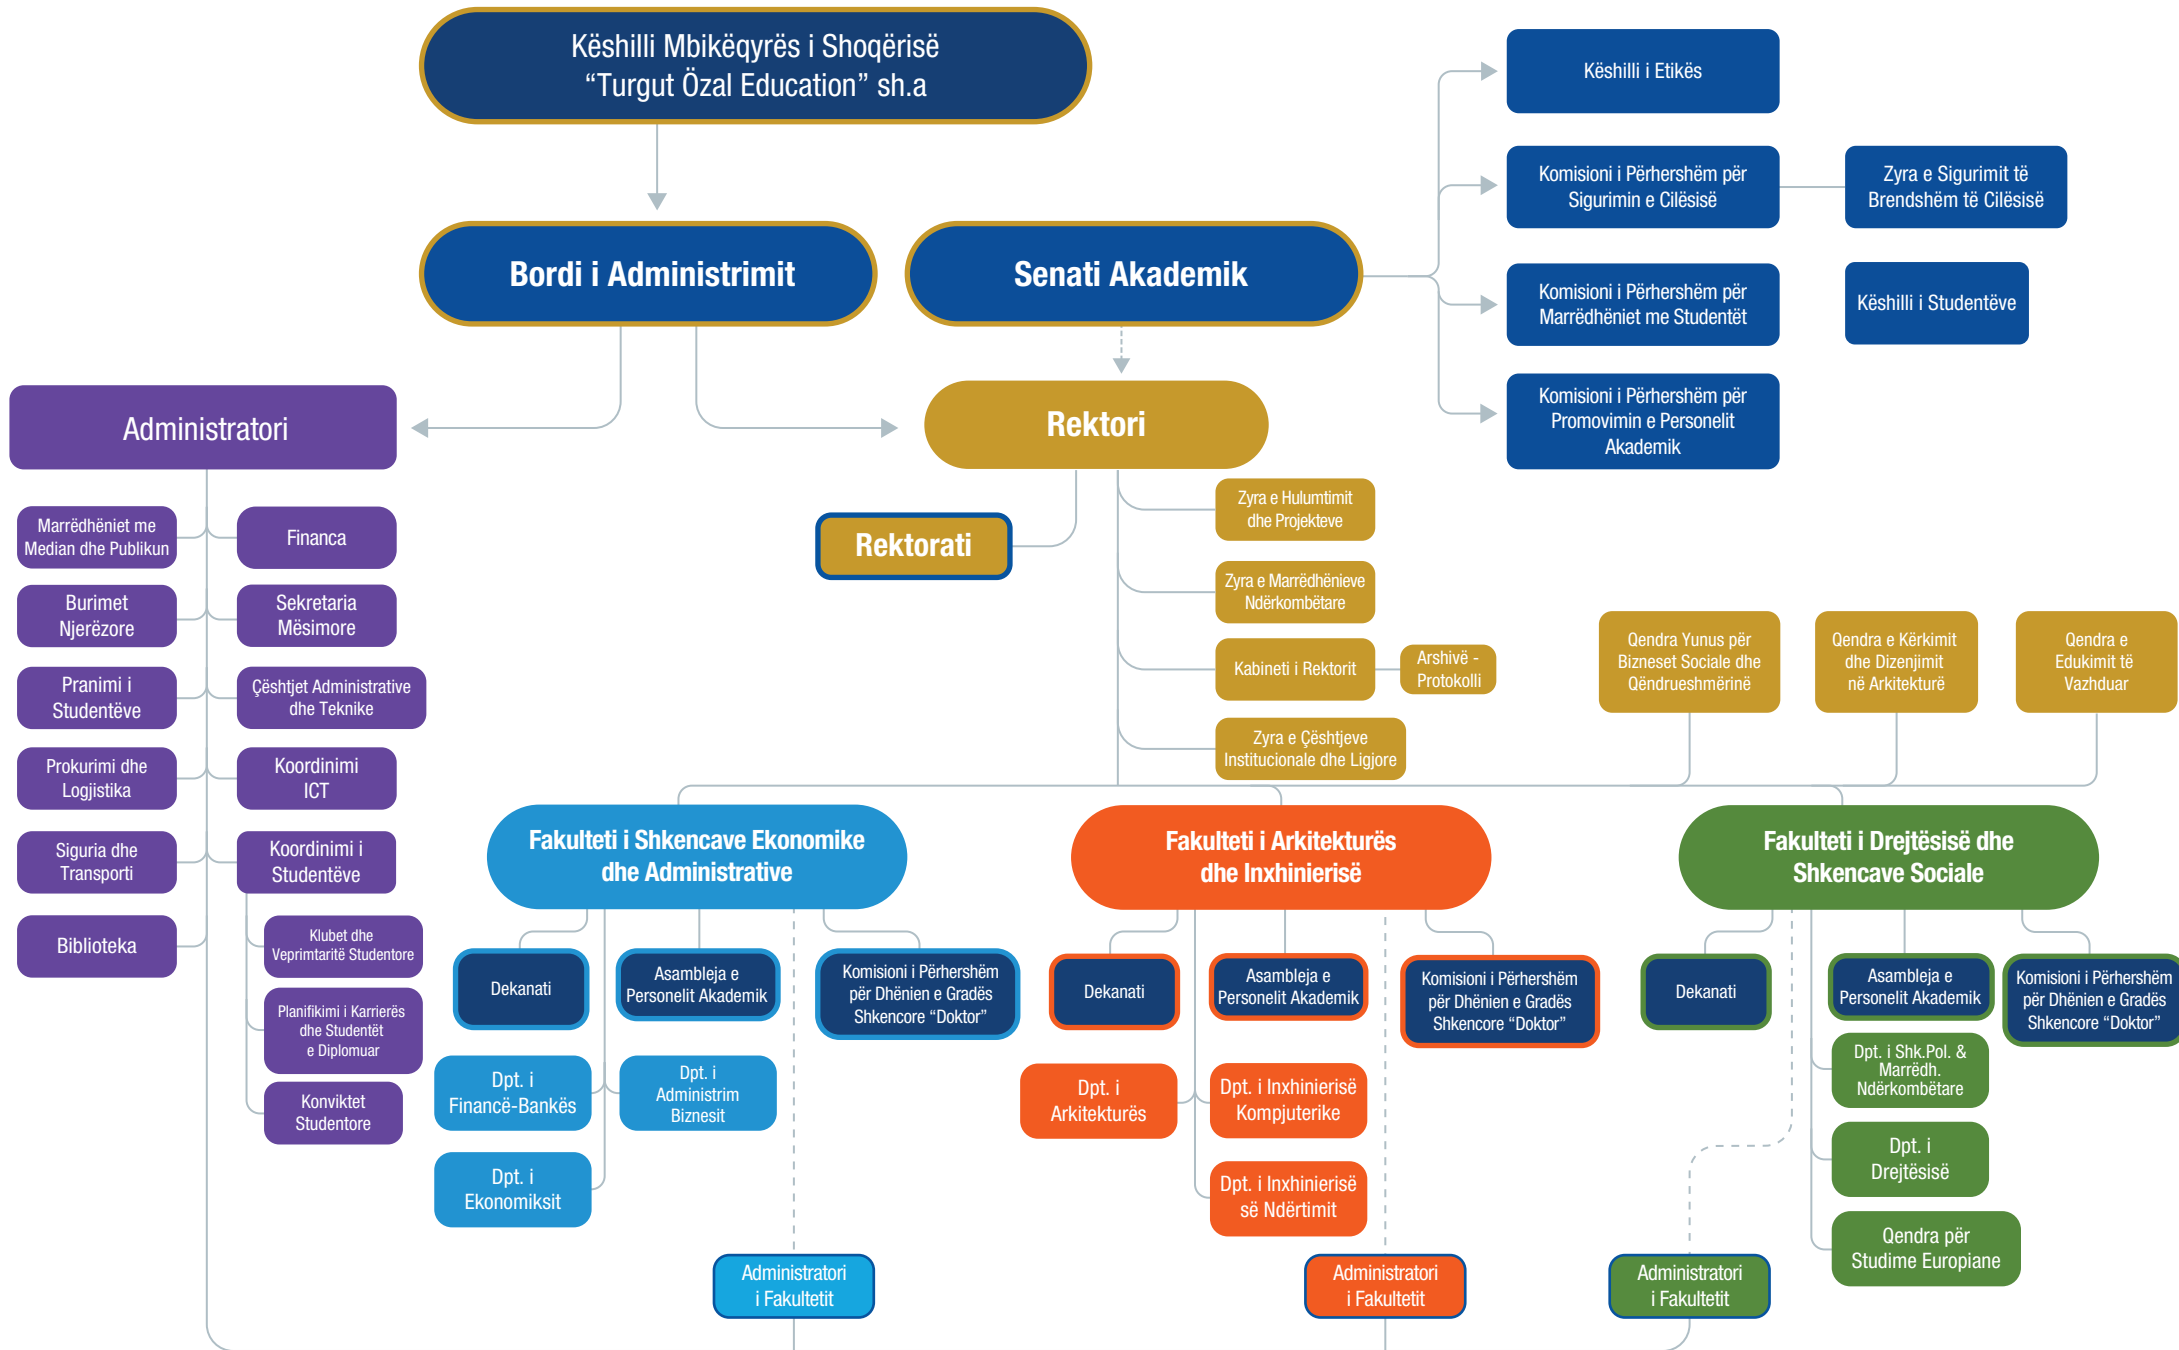 Këshilli Mbikëqyrës i Shoqërisë
“Turgut Özal Education” sh.a
Këshilli i Etikës
Komisioni i Përhershëm për
Sigurimin e Cilësisë
Zyra e Sigurimit të
Brendshëm të Cilësisë
Bordi i Administrimit
Senati Akademik
Komisioni i Përhershëm për
Marrëdhëniet me Studentët
Këshilli i Studentëve
Komisioni i Përhershëm për
Promovimin e Personelit
Akademik
Administratori
Rektori
Rektorati
Marrëdhëniet me
Median dhe Publikun
Financa
Burimet
Njerëzore
Sekretaria
Mësimore
Pranimi i
Studentëve
Çështjet Administrative
dhe Teknike
Prokurimi dhe
Logjistika
Koordinimi
ICT
Siguria dhe
Transporti
Koordinimi i
Studentëve
Biblioteka
Klubet dhe
Veprimtaritë Studentore
Planifikimi i Karrierës
dhe Studentët
e Diplomuar
Konviktet
Studentore
Zyra e Hulumtimit
dhe Projekteve
Zyra e Marrëdhënieve
Ndërkombëtare
Kabineti i Rektorit
Arshivë -
Protokolli
Zyra e Çështjeve
Institucionale dhe Ligjore
Qendra Yunus për
Bizneset Sociale dhe
Qëndrueshmërinë
Qendra e Kërkimit
dhe Dizenjimit
në Arkitekturë
Qendra e
Edukimit të
Vazhduar
Fakulteti i Shkencave Ekonomike
dhe Administrative
Dekanati
Asambleja e
Personelit Akademik
Komisioni i Përhershëm
për Dhënien e Gradës
Shkencore “Doktor”
Dpt. i
Financë-Bankës
Dpt. i
Administrim
Biznesit
Dpt. i
Ekonomiksit
Administratori
i Fakultetit
Fakulteti i Arkitekturës
dhe Inxhinierisë
Dekanati
Asambleja e
Personelit Akademik
Komisioni i Përhershëm
për Dhënien e Gradës
Shkencore “Doktor”
Dpt. i
Arkitekturës
Dpt. i Inxhinierisë
Kompjuterike
Dpt. i Inxhinierisë
së Ndërtimit
Administratori
i Fakultetit
Fakulteti i Drejtësisë dhe
Shkencave Sociale
Dekanati
Asambleja e
Personelit Akademik
Komisioni i Përhershëm
për Dhënien e Gradës
Shkencore “Doktor”
Dpt. i Shk.Pol. &
Marrëdh.
Ndërkombëtare
Dpt. i
Drejtësisë
Qendra për
Studime Europiane
Administratori
i Fakultetit